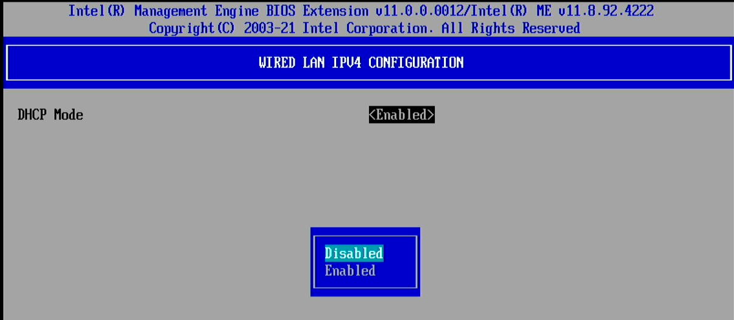 Intel(R) Management Engine BIOS Extension v11.0.0.0012/Intel(R) ME v11.8.92.4222
Copyright(C) 2003-21 Intel Corporation. All Rights Reserved
WIRED LAN IPV4 CONFIGURATION
DHCP Mode <Enabled>
Disabled
Enabled